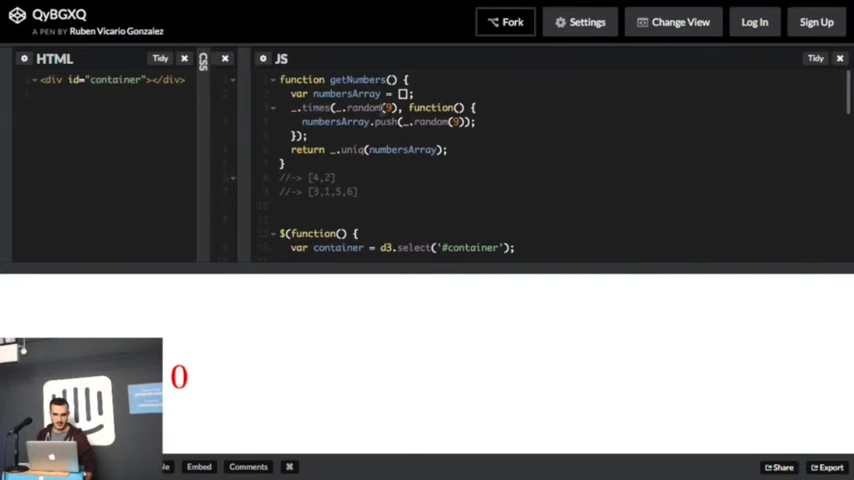 QyBGXQ
A PEN BY Ruben Vicario Gonzalez
Fork
Settings
Change View
Log In
Sign Up
HTML
Tidy
CSS
JS
Tidy
<div id="container"></div>
function getNumbers() {
var numbersArray = [];
_.times(_.random(9), function() {
numbersArray.push(_.random(9));
});
return _.uniq(numbersArray);
}
//-> [4,2]
//-> [3,1,5,6]
$(function() {
var container = d3.select('#container');
0
Embed
Comments
⌘
Share
Export